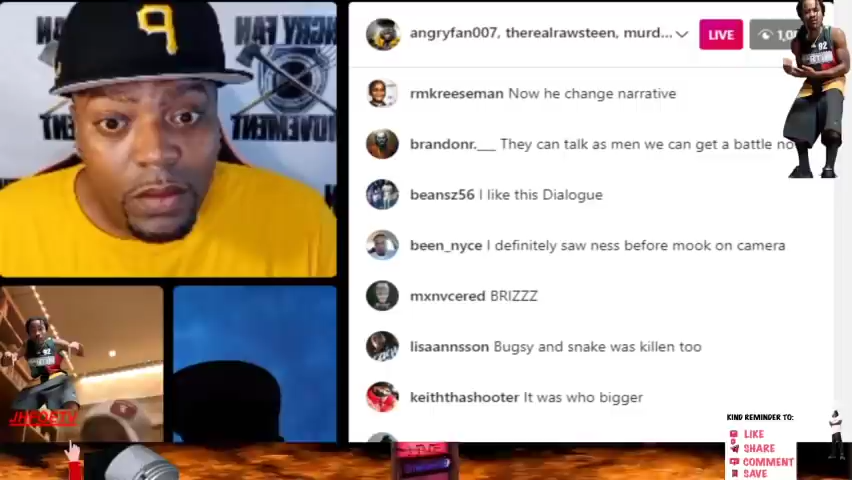 angryfan007, therealrawsteen, murd...
LIVE
rmkreeseman Now he change narrative
brandonr.___ They can talk as men we can get a battle no
beansz56 I like this Dialogue
been_nyce I definitely saw ness before mook on camera
mxnvcered BRIZZZ
lisaannsson Bugsy and snake was killen too
keiththashooter It was who bigger
JHPOETV
KIND REMINDER TO:
LIKE
SHARE
COMMENT
SAVE